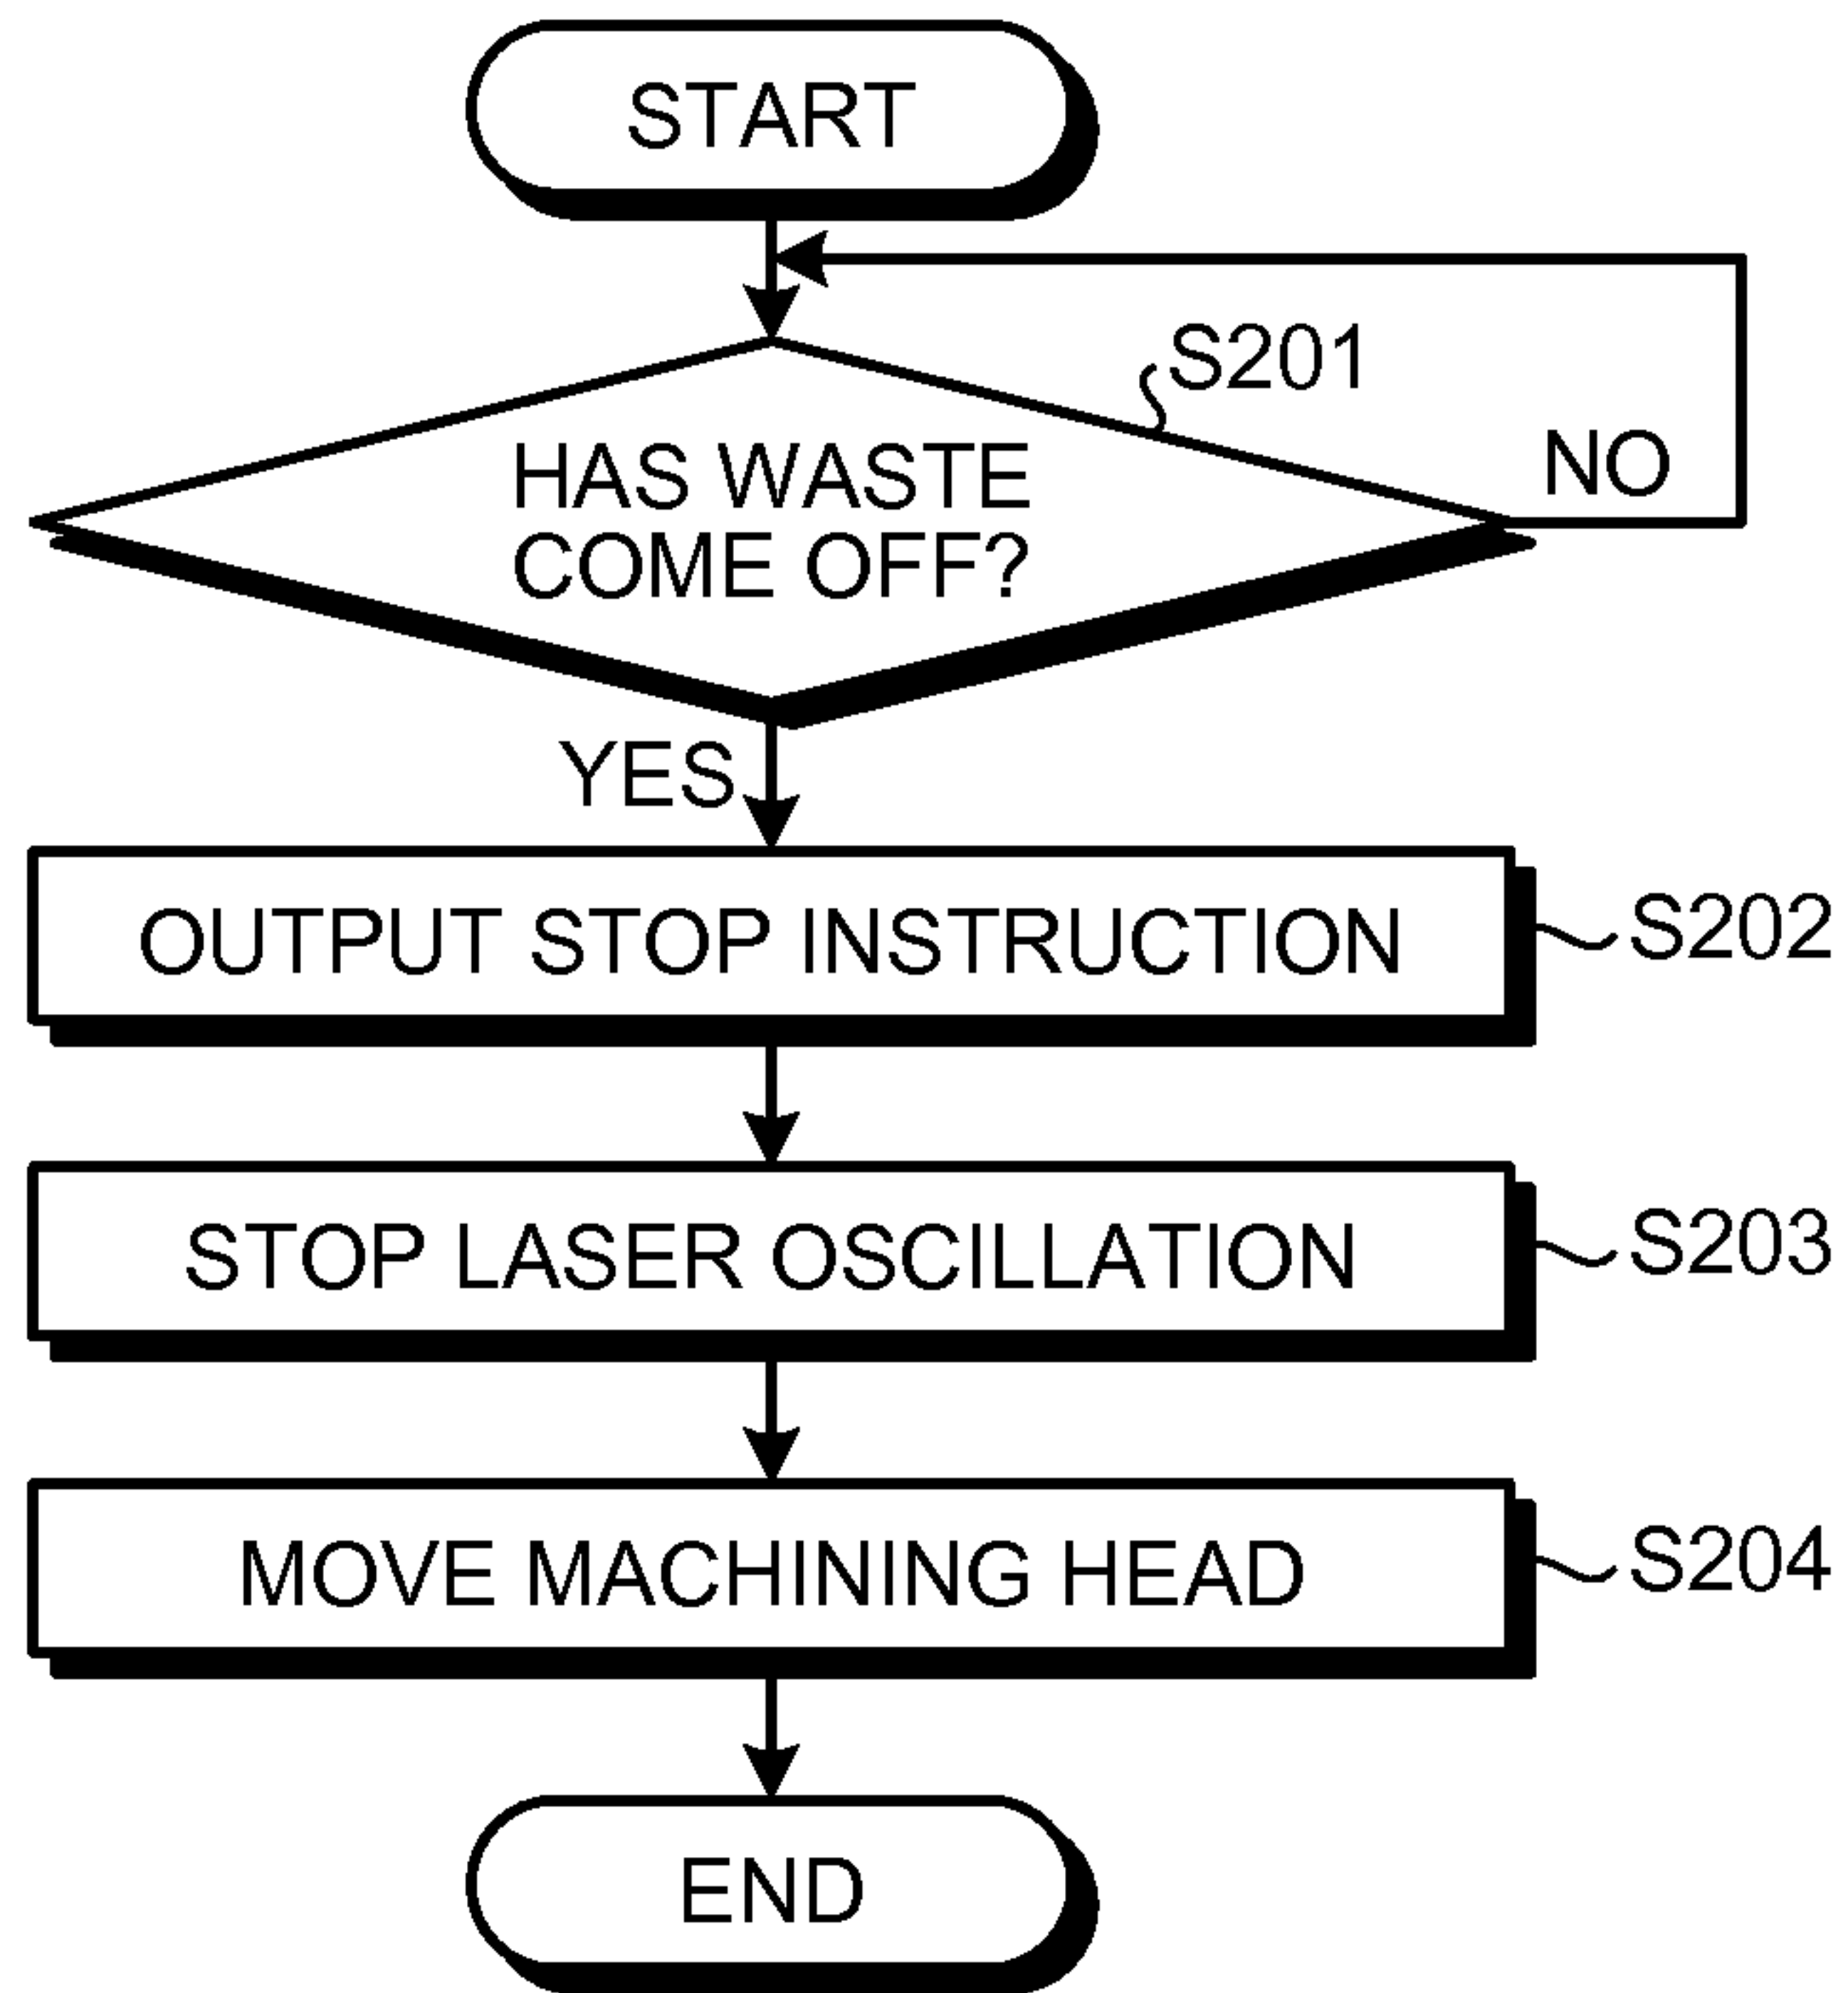 START
S201
HAS WASTE
COME OFF?
NO
YES
OUTPUT STOP INSTRUCTION
S202
STOP LASER OSCILLATION
S203
MOVE MACHINING HEAD
S204
END